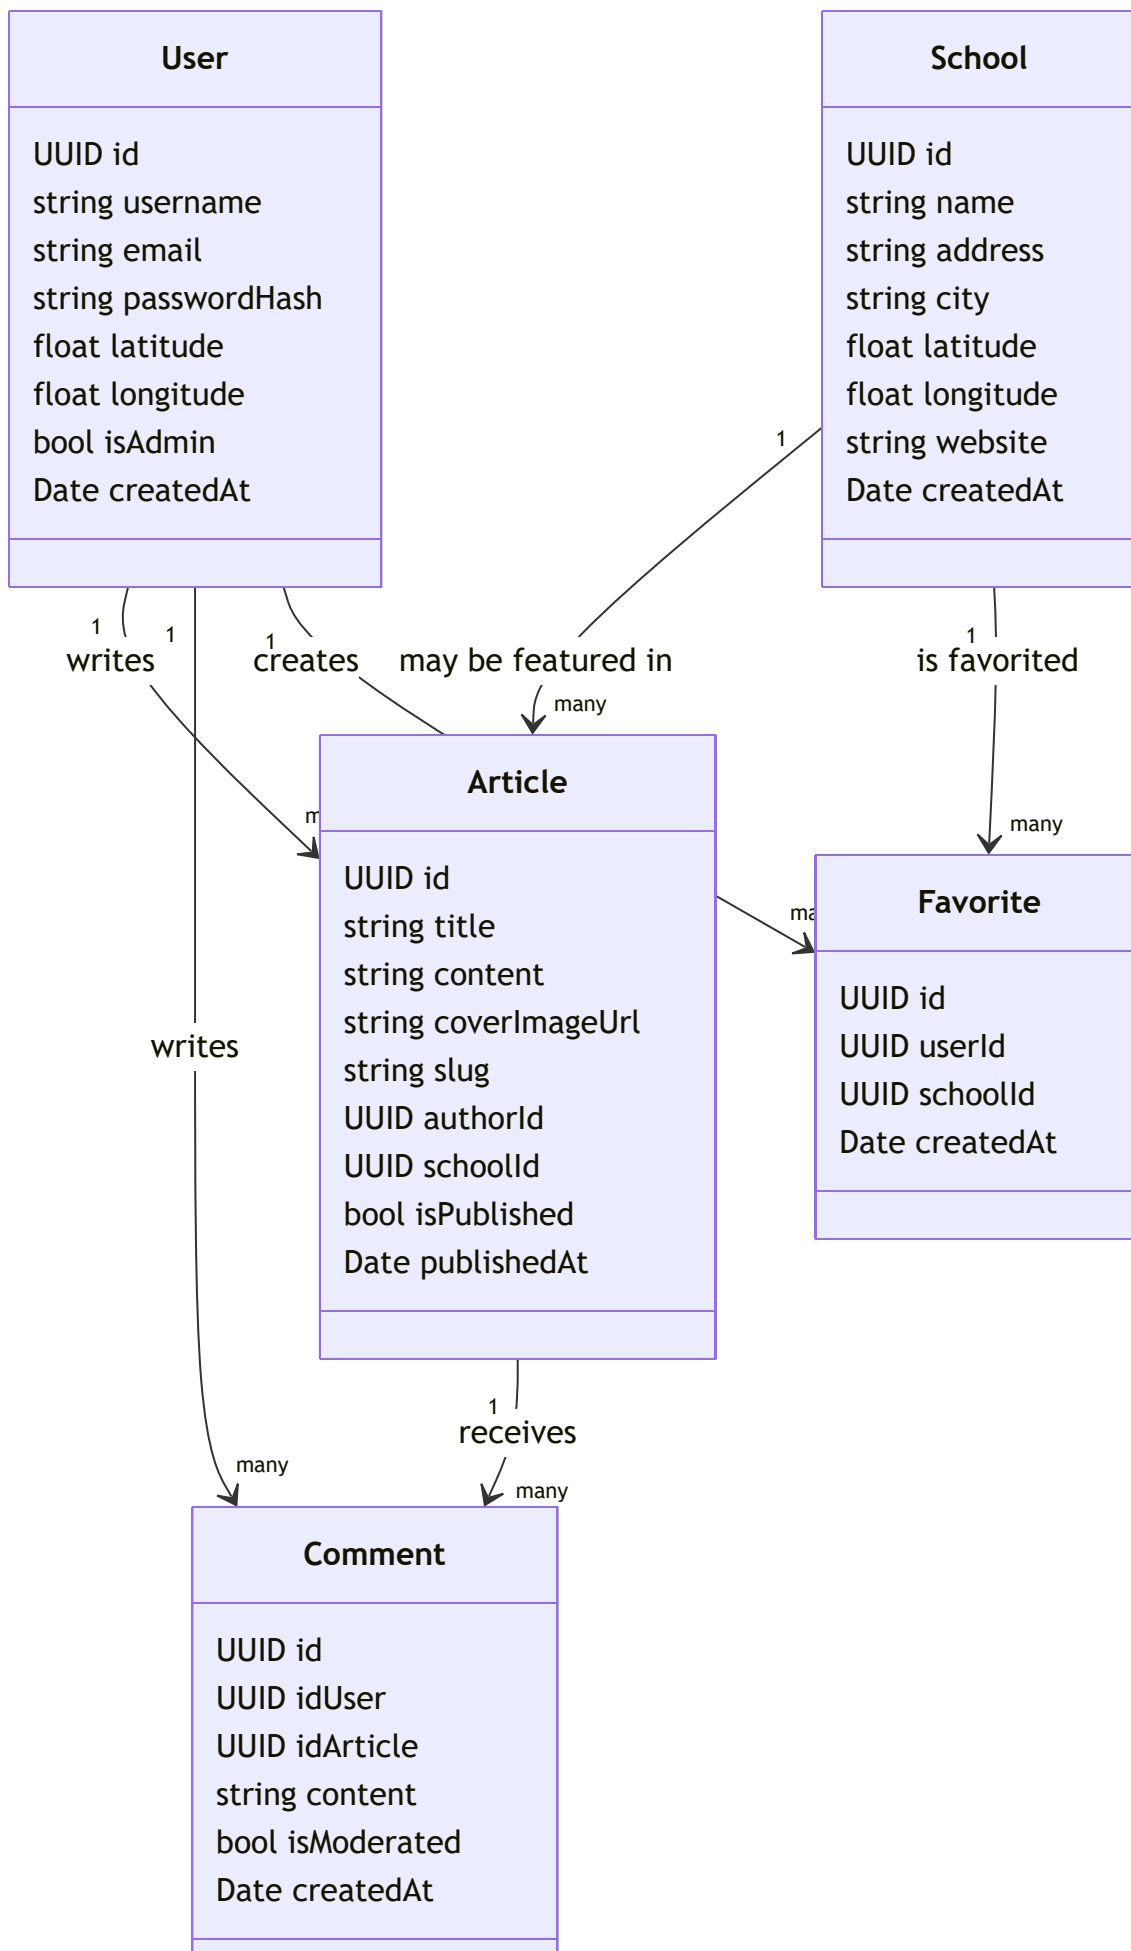 User
UUID id
string username
string email
string passwordHash
float latitude
float longitude
bool isAdmin
Date createdAt
School
UUID id
string name
string address
string city
float latitude
float longitude
string website
Date createdAt
1
1
1
1
1
writes
creates
may be featured in
is favorited
many
many
Article
UUID id
string title
string content
string coverImageUrl
string slug
UUID authorId
UUID schoolId
bool isPublished
Date publishedAt
Favorite
UUID id
UUID userId
UUID schoolId
Date createdAt
writes
1
receives
many
many
Comment
UUID id
UUID idUser
UUID idArticle
string content
bool isModerated
Date createdAt